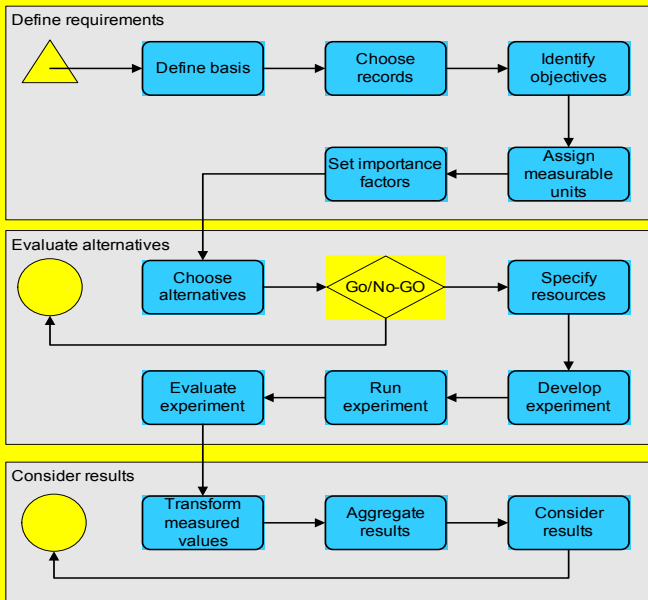 Define requirements
Define basis
Choose
records
Identify
objectives
Set importance
factors
Assign
measurable
units
Evaluate alternatives
Choose
alternatives
Go/No-GO
Specify
resources
Evaluate
experiment
Run
experiment
Develop
experiment
Consider results
Transform
measured
values
Aggregate
results
Consider
results